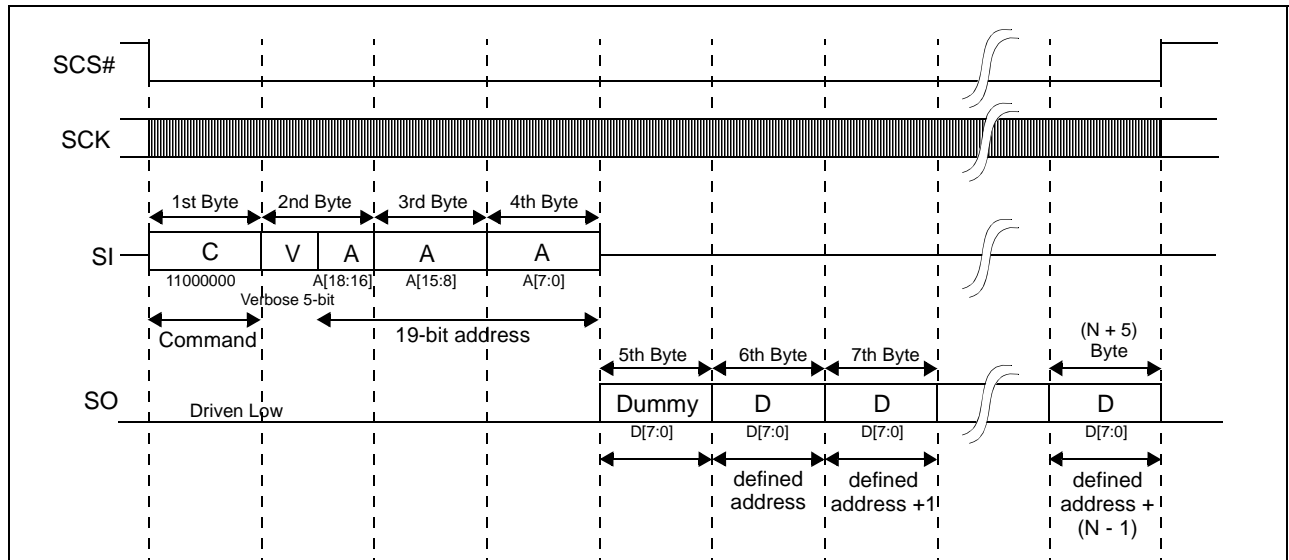 SCS#
SCK
1st Byte 2nd Byte 3rd Byte 4th Byte
SI C V A A A
11000000 A[18:16] A[15:8] A[7:0]
Verbose 5-bit
Command 19-bit address
(N + 5)
Byte
5th Byte 6th Byte 7th Byte
SO Driven Low Dummy D D D
D[7:0] D[7:0] D[7:0] D[7:0]
defined defined defined
address address +1 address +
(N - 1)